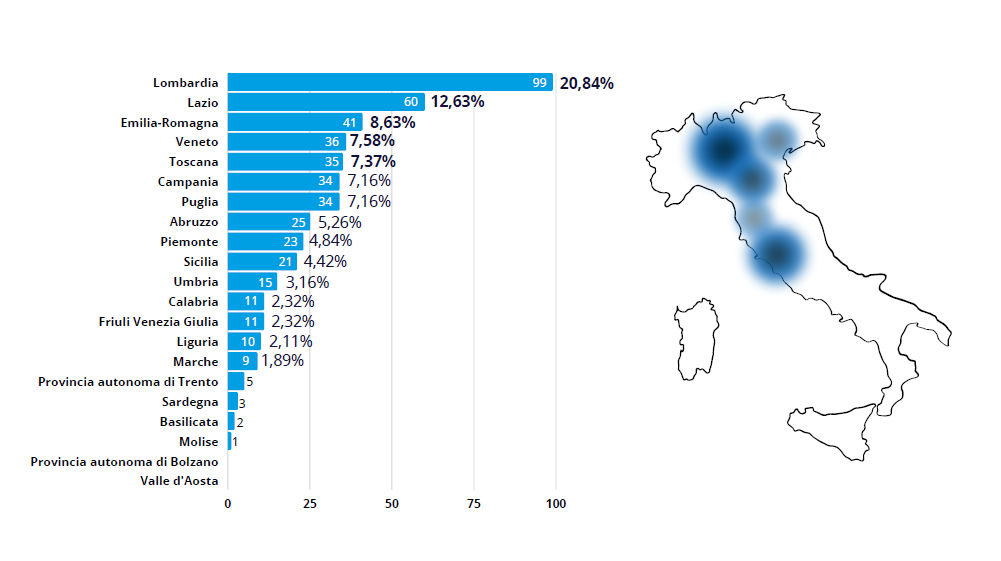 Lombardia 99 20,84%
Lazio 60 12,63%
Emilia-Romagna 41 8,63%
Veneto 36 7,58%
Toscana 35 7,37%
Campania 34 7,16%
Puglia 34 7,16%
Abruzzo 25 5,26%
Piemonte 23 4,84%
Sicilia 21 4,42%
Umbria 15 3,16%
Calabria 11 2,32%
Friuli Venezia Giulia 11 2,32%
Liguria 10 2,11%
Marche 9 1,89%
Provincia autonoma di Trento 5
Sardegna 3
Basilicata 2
Molise 1
Provincia autonoma di Bolzano
Valle d'Aosta
0 25 50 75 100